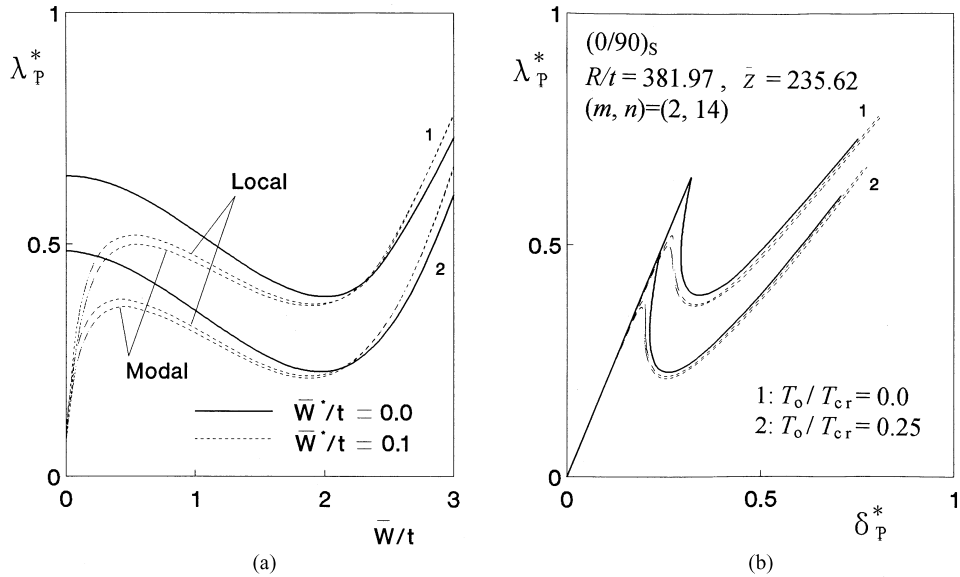 1
λ*P
0.5
0
0
1
2
3
W̄/t
Local
Modal
1
2
W̄*/t = 0.0
W̄*/t = 0.1
(a)
1
λ*P
0.5
0
0
0.5
1
δ*P
(0/90)S
R/t = 381.97 , Z̄ = 235.62
(m, n)=(2, 14)
1
2
1: To / Tcr = 0.0
2: To / Tcr = 0.25
(b)